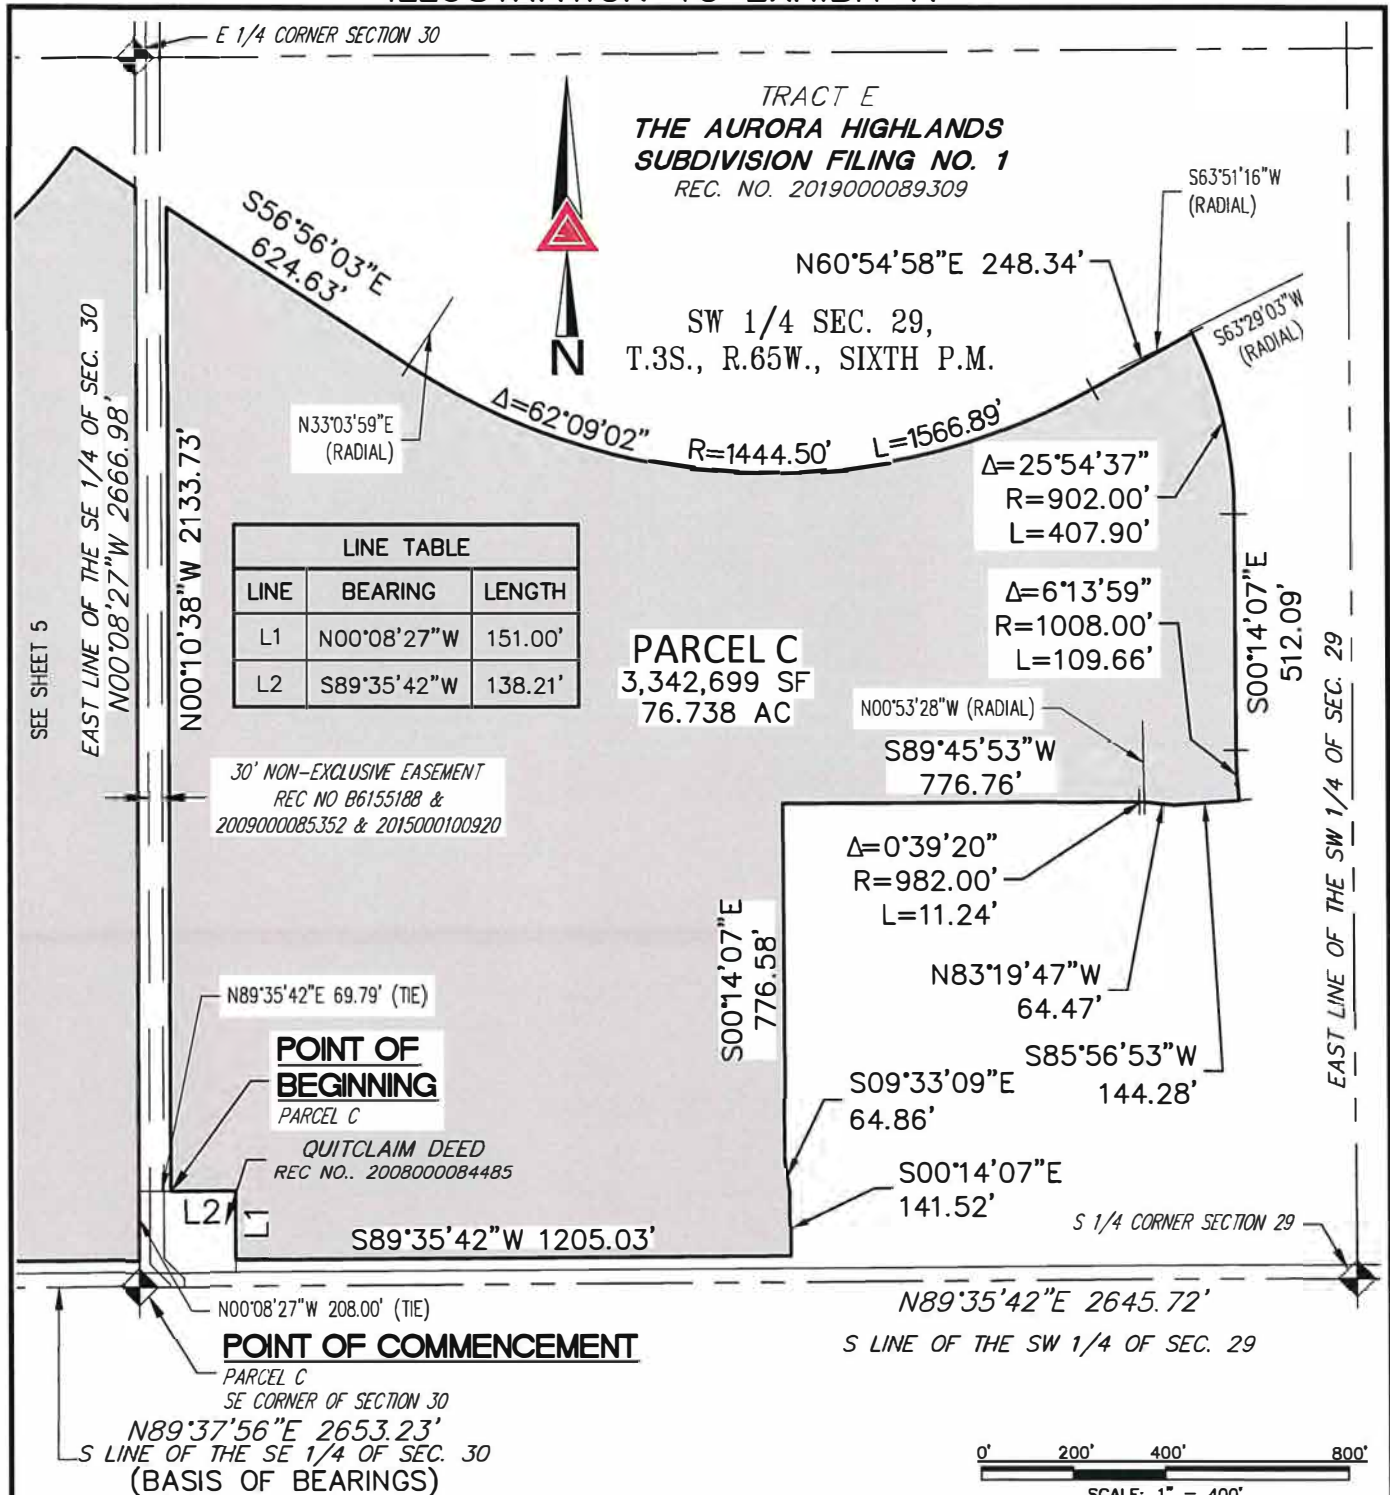 E 1/4 CORNER SECTION 30
TRACT E
THE AURORA HIGHLANDS
SUBDIVISION FILING NO. 1
REC. NO. 2019000089309
S63°51'16"W
(RADIAL)
S56°56'03"E
624.63'
N60°54'58"E 248.34'
S63°29'03"W
(RADIAL)
SW 1/4 SEC. 29,
T.3S., R.65W., SIXTH P.M.
N
N33°03'59"E
(RADIAL)
Δ=62°09'02"
R=1444.50'
L=1566.89'
Δ=25°54'37"
R=902.00'
L=407.90'
EAST LINE OF THE SE 1/4 OF SEC. 30
N00°08'27"W 2666.98'
N00°10'38"W 2133.73'
SEE SHEET 5
LINE TABLE
LINE BEARING LENGTH
L1 N00°08'27"W 151.00'
L2 S89°35'42"W 138.21'
PARCEL C
3,342,699 SF
76.738 AC
Δ=6°13'59"
R=1008.00'
L=109.66'
S00°14'07"E
512.09'
N00°53'28"W (RADIAL)
S89°45'53"W
776.76'
30' NON-EXCLUSIVE EASEMENT
REC NO B6155188 &
2009000085352 & 2015000100920
Δ=0°39'20"
R=982.00'
L=11.24'
EAST LINE OF THE SW 1/4 OF SEC. 29
S00°14'07"E
776.58'
N83°19'47"W
64.47'
S85°56'53"W
144.28'
N89°35'42"E 69.79' (TIE)
POINT OF
BEGINNING
PARCEL C
S09°33'09"E
64.86'
QUITCLAIM DEED
REC NO.. 2008000084485
S00°14'07"E
141.52'
L2
L1
S89°35'42"W 1205.03'
S 1/4 CORNER SECTION 29
N00°08'27"W 208.00' (TIE)
N89°35'42"E 2645.72'
S LINE OF THE SW 1/4 OF SEC. 29
POINT OF COMMENCEMENT
PARCEL C
SE CORNER OF SECTION 30
N89°37'56"E 2653.23'
S LINE OF THE SE 1/4 OF SEC. 30
(BASIS OF BEARINGS)
0' 200' 400' 800'
SCALE: 1" = 400'